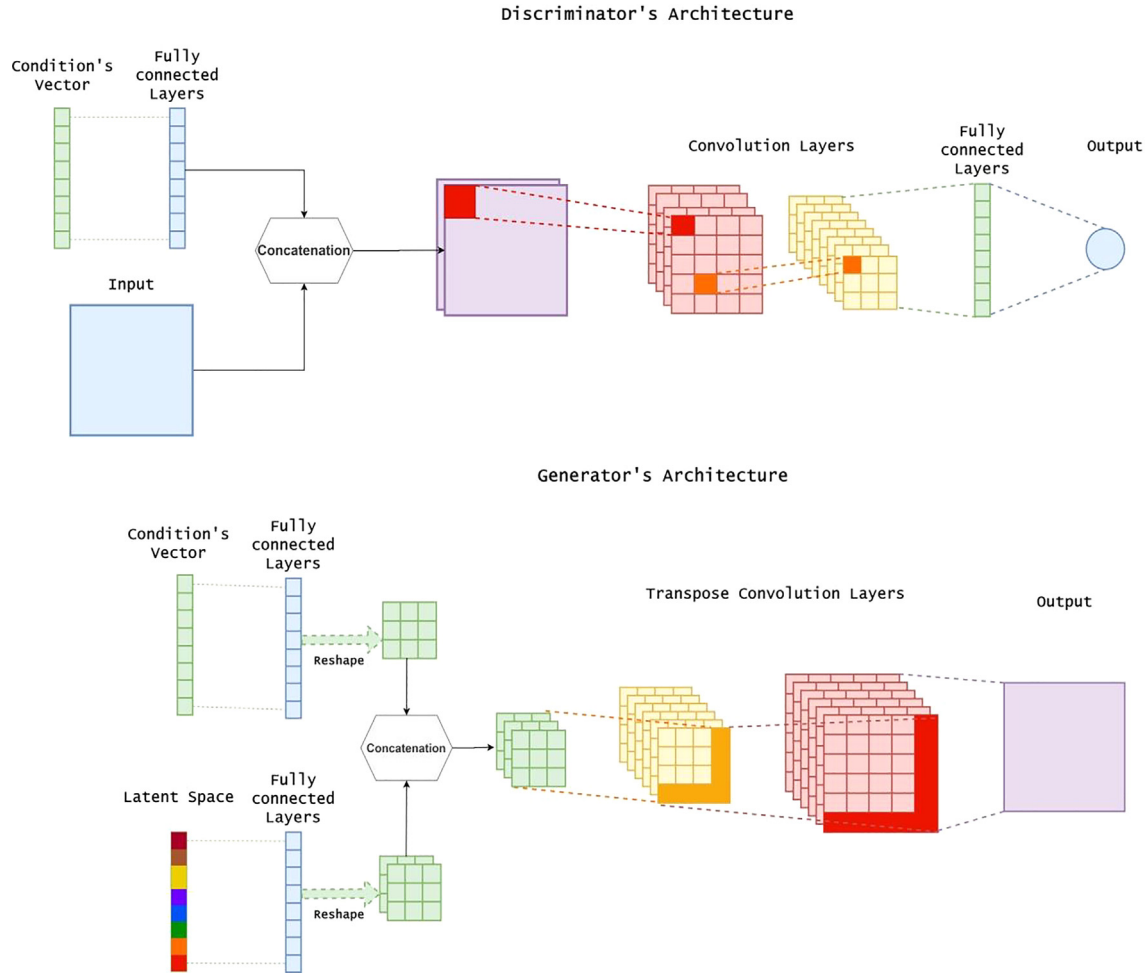 Discriminator's Architecture
Condition's
Vector
Fully
connected
Layers
Concatenation
Input
Convolution Layers
Fully
connected
Layers
Output
Generator's Architecture
Condition's
Vector
Fully
connected
Layers
Reshape
Concatenation
Latent Space
Fully
connected
Layers
Reshape
Transpose Convolution Layers
Output